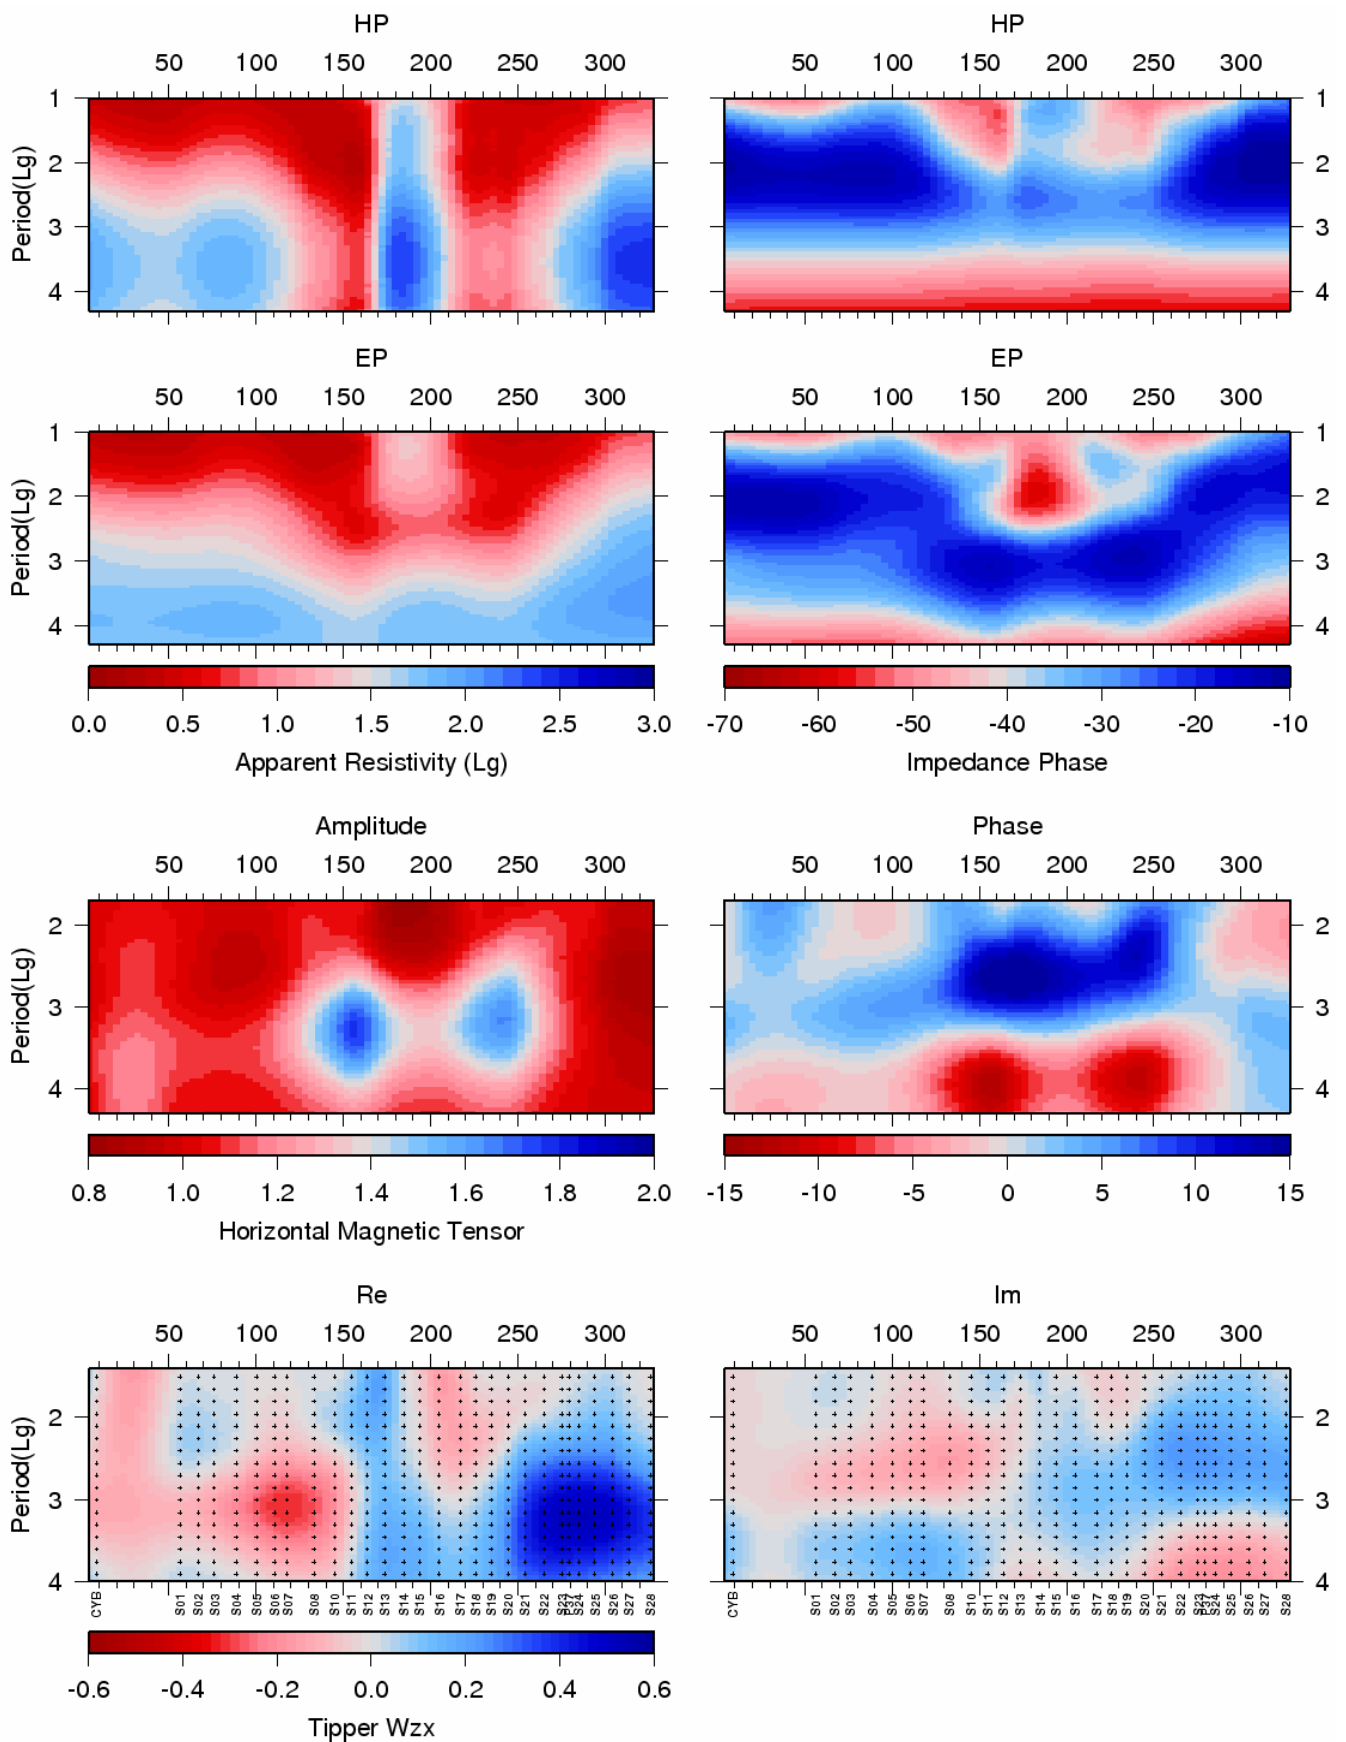 HP HP
50 100 150 200 250 300 50 100 150 200 250 300
1 1
Period(Lg)
2 2
3 3
4 4
EP EP
50 100 150 200 250 300 50 100 150 200 250 300
1 1
Period(Lg)
2 2
3 3
4 4
0.0 0.5 1.0 1.5 2.0 2.5 3.0 -70 -60 -50 -40 -30 -20 -10
Apparent Resistivity (Lg) Impedance Phase
Amplitude Phase
50 100 150 200 250 300 50 100 150 200 250 300
Period(Lg)
2 2
3 3
4 4
0.8 1.0 1.2 1.4 1.6 1.8 2.0 -15 -10 -5 0 5 10 15
Horizontal Magnetic Tensor
Re Im
50 100 150 200 250 300 50 100 150 200 250 300
Period(Lg)
2 2
3 3
4 4
CYB S01 S02 S03 S04 S05 S06 S07 S08 S10 S11 S12 S13 S14 S15 S16 S17 S18 S19 S20 S21 S22 S23 S24 S25 S26 S27 S28 CYB S01 S02 S03 S04 S05 S06 S07 S08 S10 S11 S12 S13 S14 S15 S16 S17 S18 S19 S20 S21 S22 S23 S24 S25 S26 S27 S28
-0.6 -0.4 -0.2 0.0 0.2 0.4 0.6
Tipper Wzx